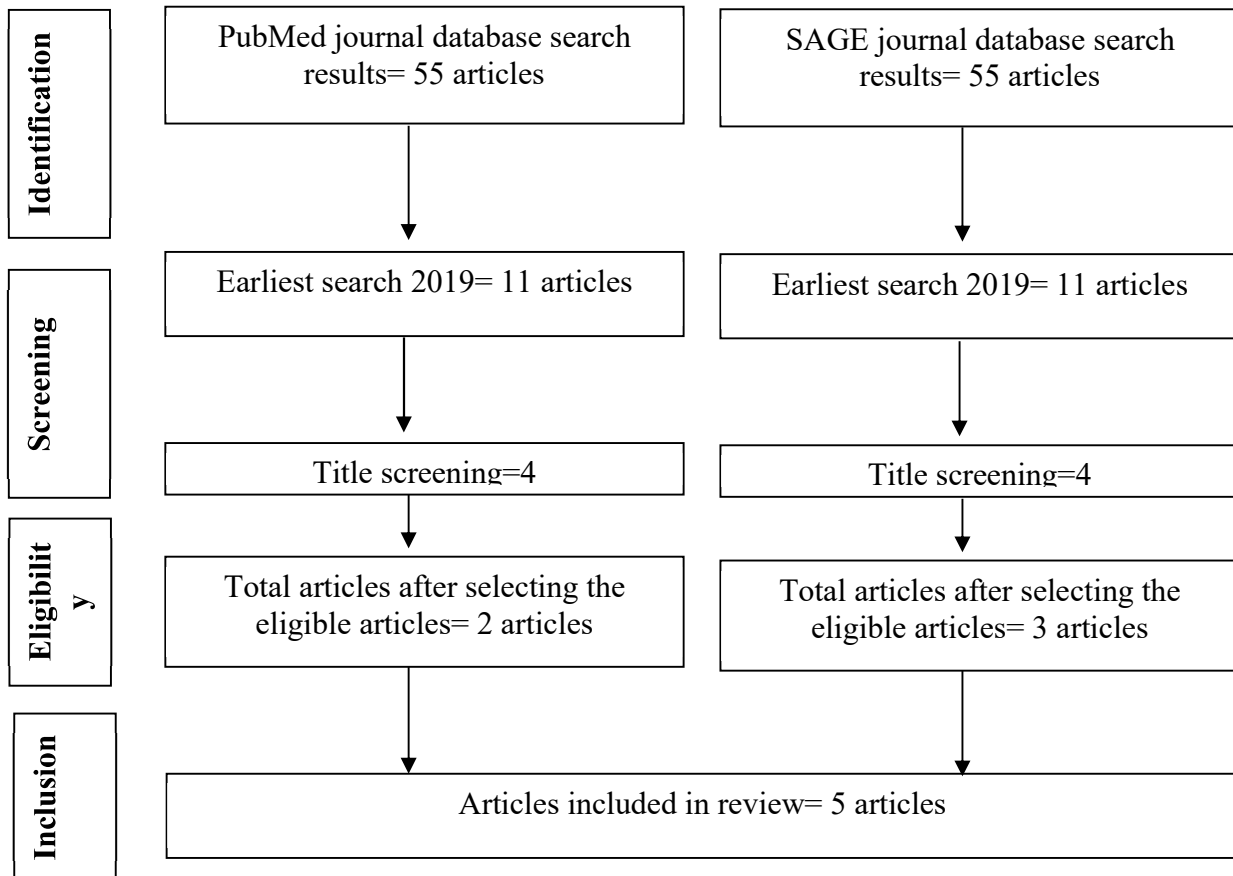 Identification
PubMed journal database search
results= 55 articles
SAGE journal database search
results= 55 articles
Screening
Earliest search 2019= 11 articles
Earliest search 2019= 11 articles
Title screening=4
Title screening=4
Eligibilit
y
Total articles after selecting the
eligible articles= 2 articles
Total articles after selecting the
eligible articles= 3 articles
Inclusion
Articles included in review= 5 articles